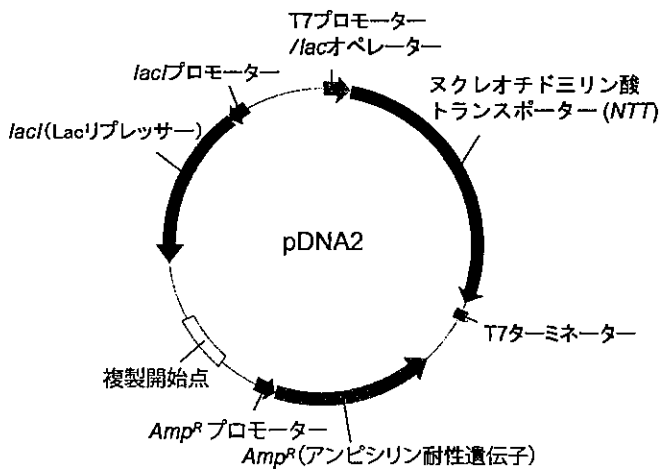 T7プロモーター
/lacオペレーター
lacIプロモーター
ヌクレオチド三リン酸
トランスポーター (NTT)
lacI(Lacリプレッサー)
pDNA2
T7ターミネーター
複製開始点
AmpR プロモーター
AmpR(アンピシリン耐性遺伝子)